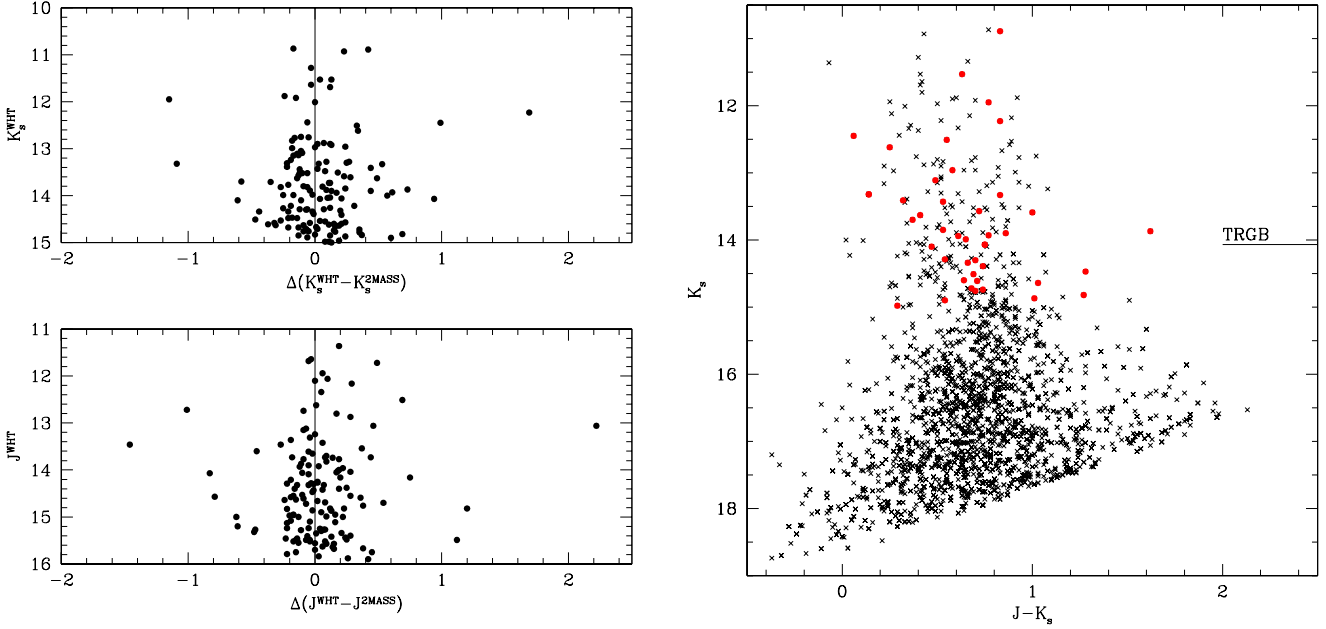 10
11
12
13
14
15
K_s^WHT
−2 −1 0 1 2
Δ(K_s^WHT−K_s^2MASS)
11
12
13
14
15
16
J^WHT
−2 −1 0 1 2
Δ(J^WHT−J^2MASS)
12
14
16
18
K_s
TRGB
0 1 2
J−K_s